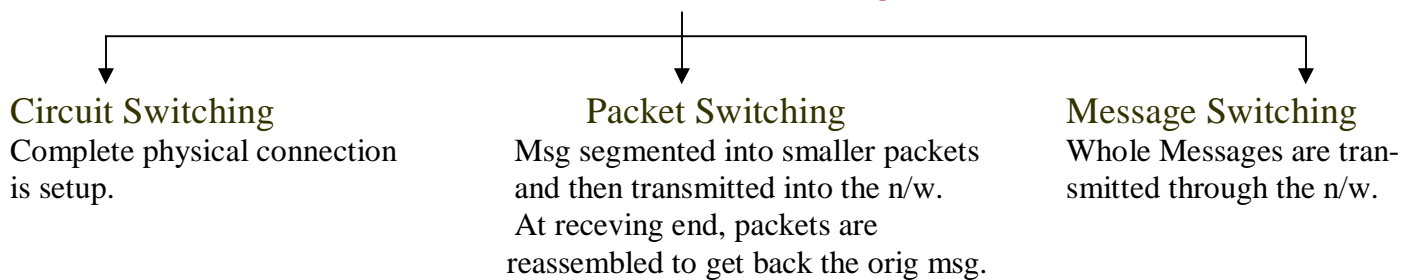 Circuit Switching
Complete physical connection
is setup.
Packet Switching
Msg segmented into smaller packets
and then transmitted into the n/w.
At receving end, packets are
reassembled to get back the orig msg.
Message Switching
Whole Messages are tran-
smitted through the n/w.